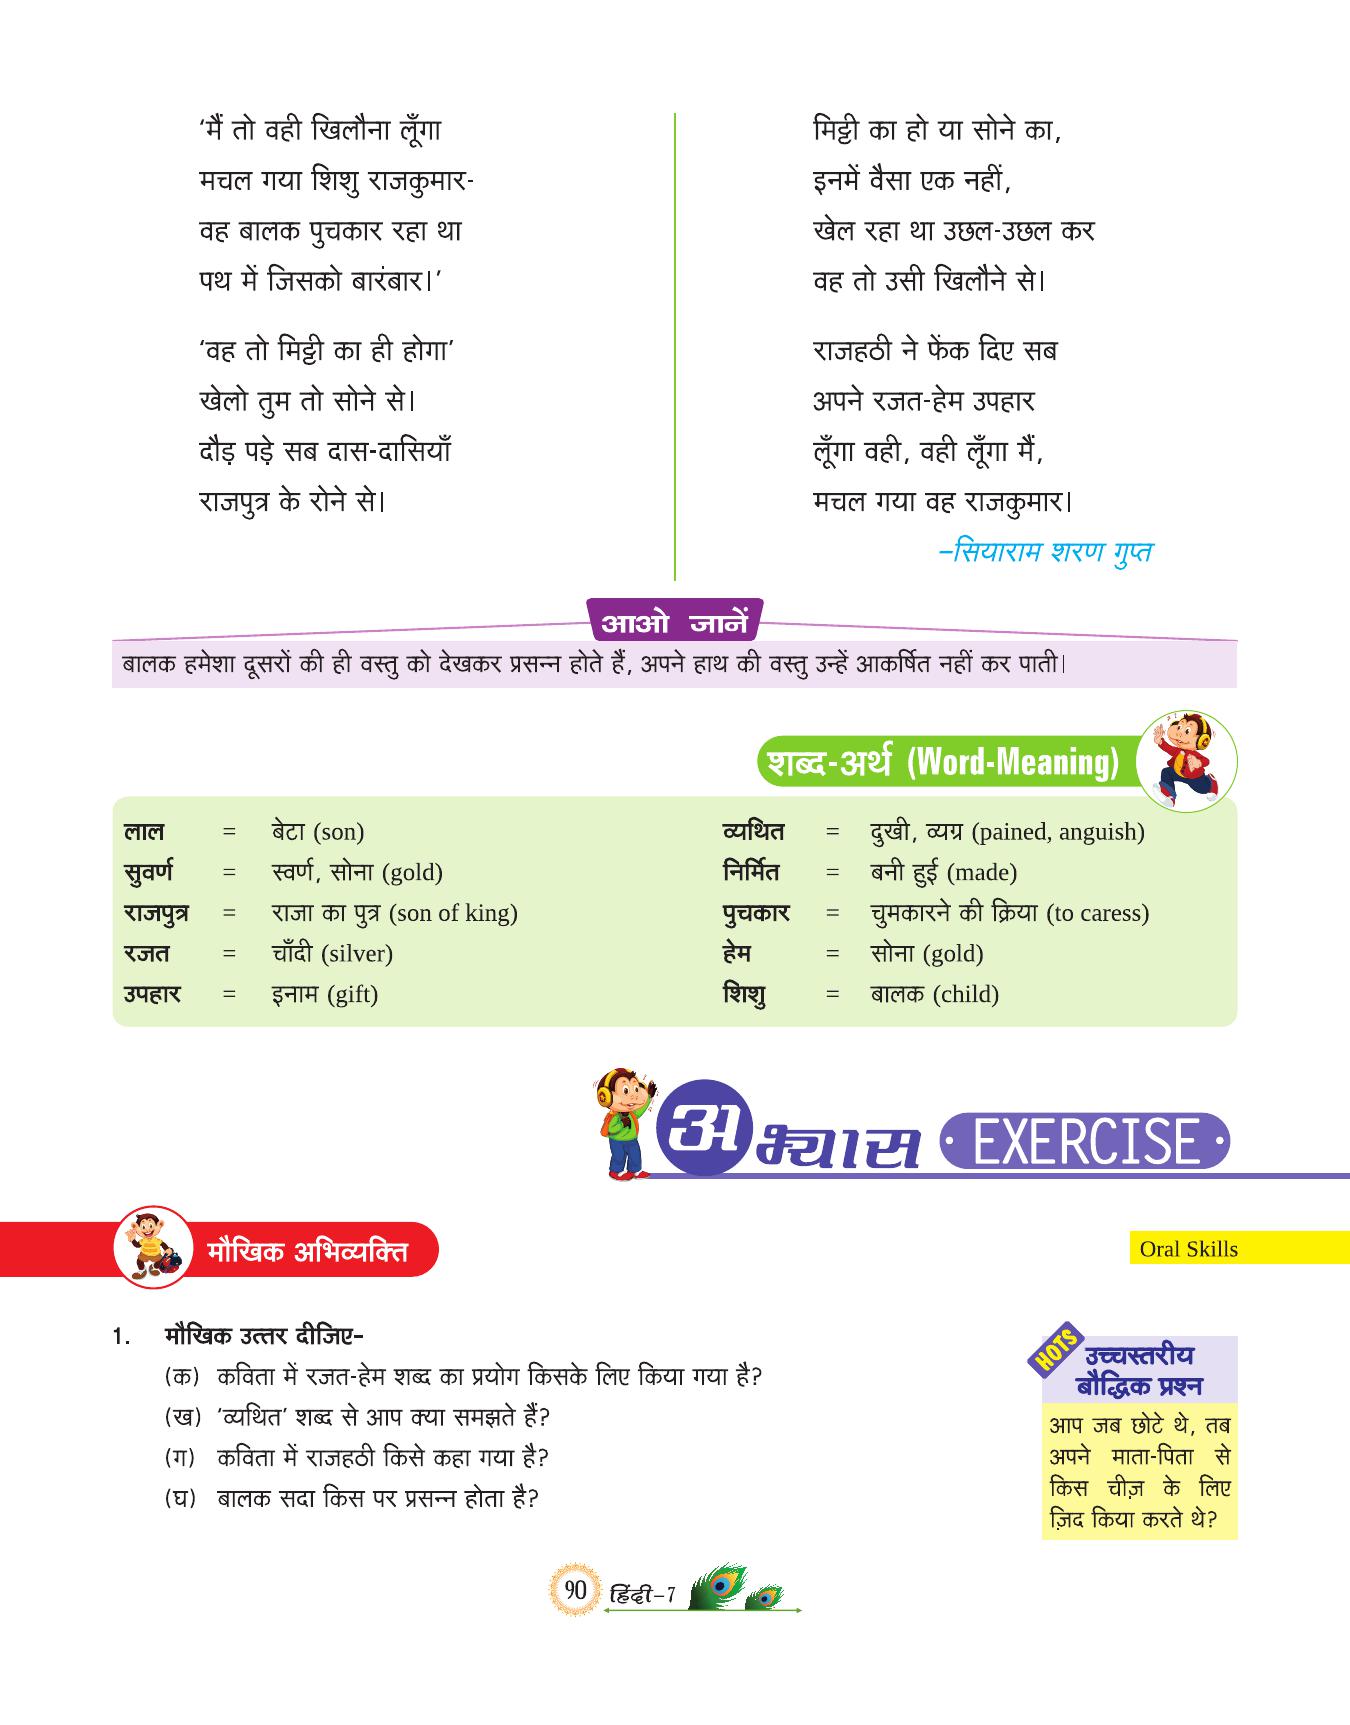 ‘मैं तो वही खिलौना लूँगा
मचल गया शिशु राजकुमार-
वह बालक पुचकार रहा था
पथ में जिसको बारंबार।’
‘वह तो मिट्टी का ही होगा’
खेलो तुम तो सोने से।
दौड़ पड़े सब दास-दासियाँ
राजपुत्र के रोने से।
मिट्टी का हो या सोने का,
इनमें वैसा एक नहीं,
खेल रहा था उछल-उछल कर
वह तो उसी खिलौने से।
राजहठी ने फेंक दिए सब
अपने रजत-हेम उपहार
लूँगा वही, वही लूँगा मैं,
मचल गया वह राजकुमार।
–सियाराम शरण गुप्त
आओ जानें
बालक हमेशा दूसरों की ही वस्तु को देखकर प्रसन्न होते हैं, अपने हाथ की वस्तु उन्हें आकर्षित नहीं कर पाती।
शब्द-अर्थ (Word-Meaning)
लाल = बेटा (son)
सुवर्ण = स्वर्ण, सोना (gold)
राजपुत्र = राजा का पुत्र (son of king)
रजत = चाँदी (silver)
उपहार = इनाम (gift)
व्यथित = दुखी, व्यग्र (pained, anguish)
निर्मित = बनी हुई (made)
पुचकार = चुमकारने की क्रिया (to caress)
हेम = सोना (gold)
शिशु = बालक (child)
अभ्यास EXERCISE
मौखिक अभिव्यक्ति
Oral Skills
1. मौखिक उत्तर दीजिए–
(क) कविता में रजत-हेम शब्द का प्रयोग किसके लिए किया गया है?
(ख) ‘व्यथित’ शब्द से आप क्या समझते हैं?
(ग) कविता में राजहठी किसे कहा गया है?
(घ) बालक सदा किस पर प्रसन्न होता है?
HOTS
उच्चस्तरीय
बौद्धिक प्रश्न
आप जब छोटे थे, तब
अपने माता-पिता से
किस चीज़ के लिए
ज़िद किया करते थे?
90 हिंदी–7